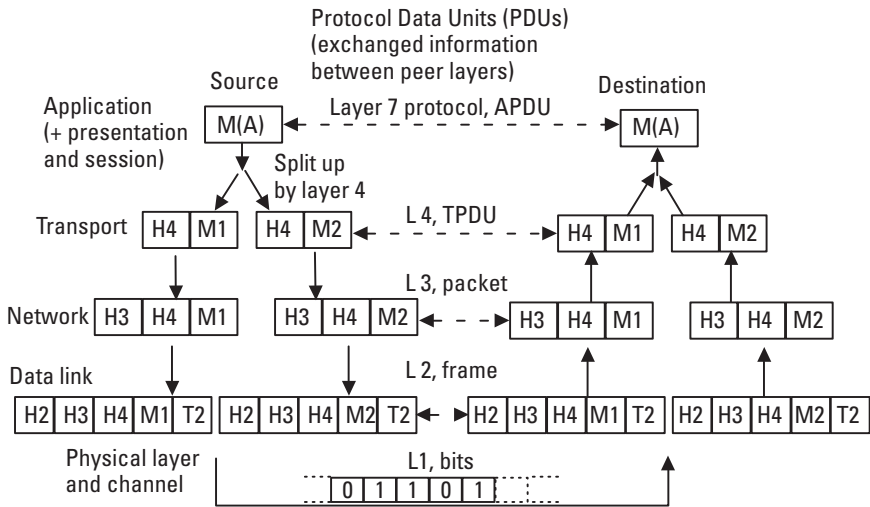 Protocol Data Units (PDUs)
(exchanged information
between peer layers)
Source
Destination
Application
(+ presentation
and session)
M(A)
Layer 7 protocol, APDU
M(A)
Split up
by layer 4
Transport
H4 M1
H4 M2
L 4, TPDU
H4 M1
H4 M2
L 3, packet
Network
H3 H4 M1
H3 H4 M2
H3 H4 M1
H3 H4 M2
Data link
L 2, frame
H2 H3 H4 M1 T2
H2 H3 H4 M2 T2
H2 H3 H4 M1 T2
H2 H3 H4 M2 T2
Physical layer
and channel
L1, bits
0 1 1 0 1